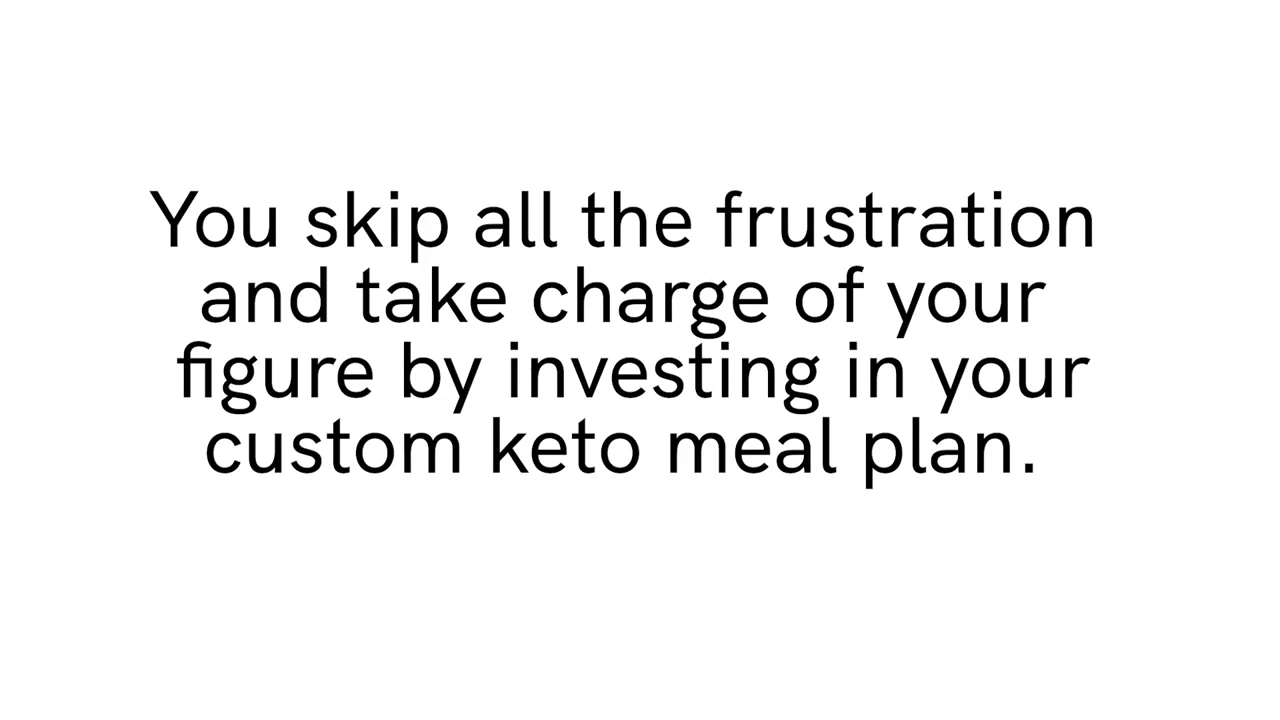 You skip all the frustration
and take charge of your
figure by investing in your
custom keto meal plan.